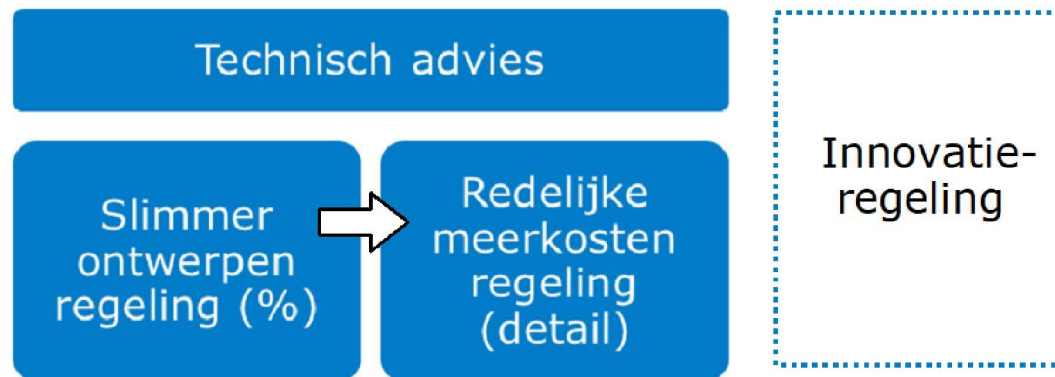 Technisch advies
Slimmer
ontwerpen
regeling (%)
Redelijke
meerkosten
regeling
(detail)
Innovatie-
regeling